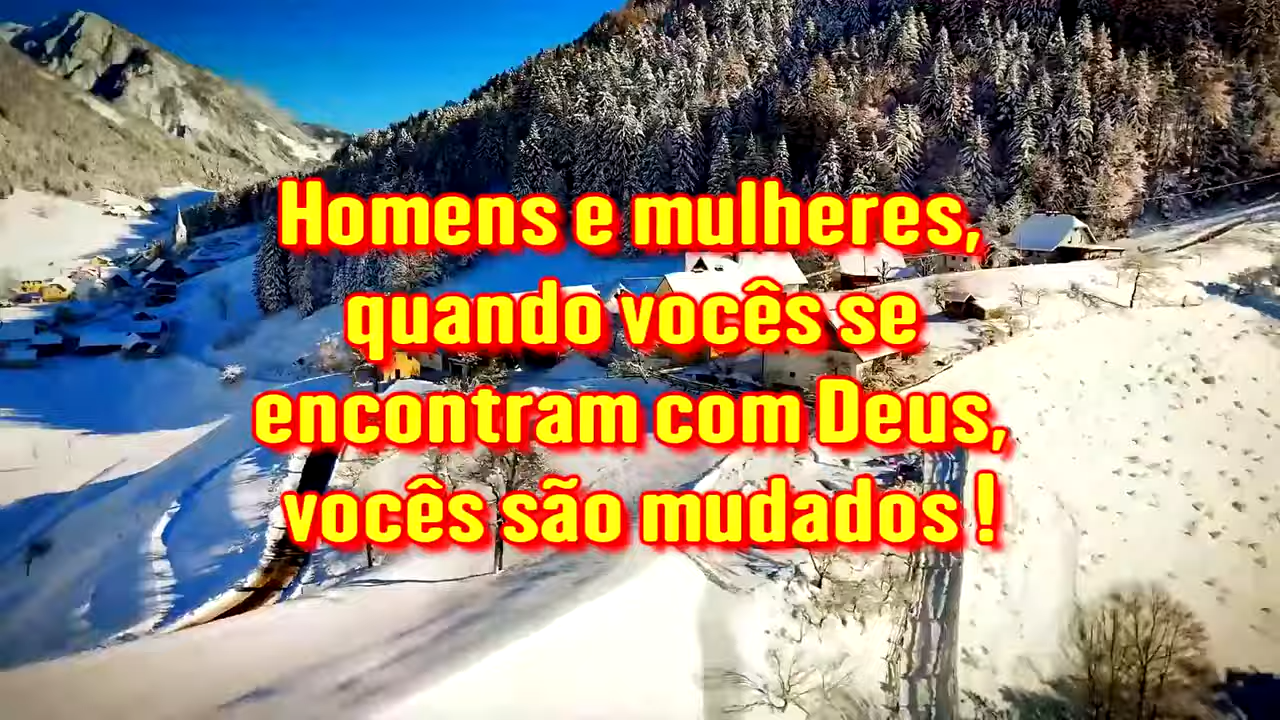 Homens e mulheres,
quando vocês se
encontram com Deus,
vocês são mudados !